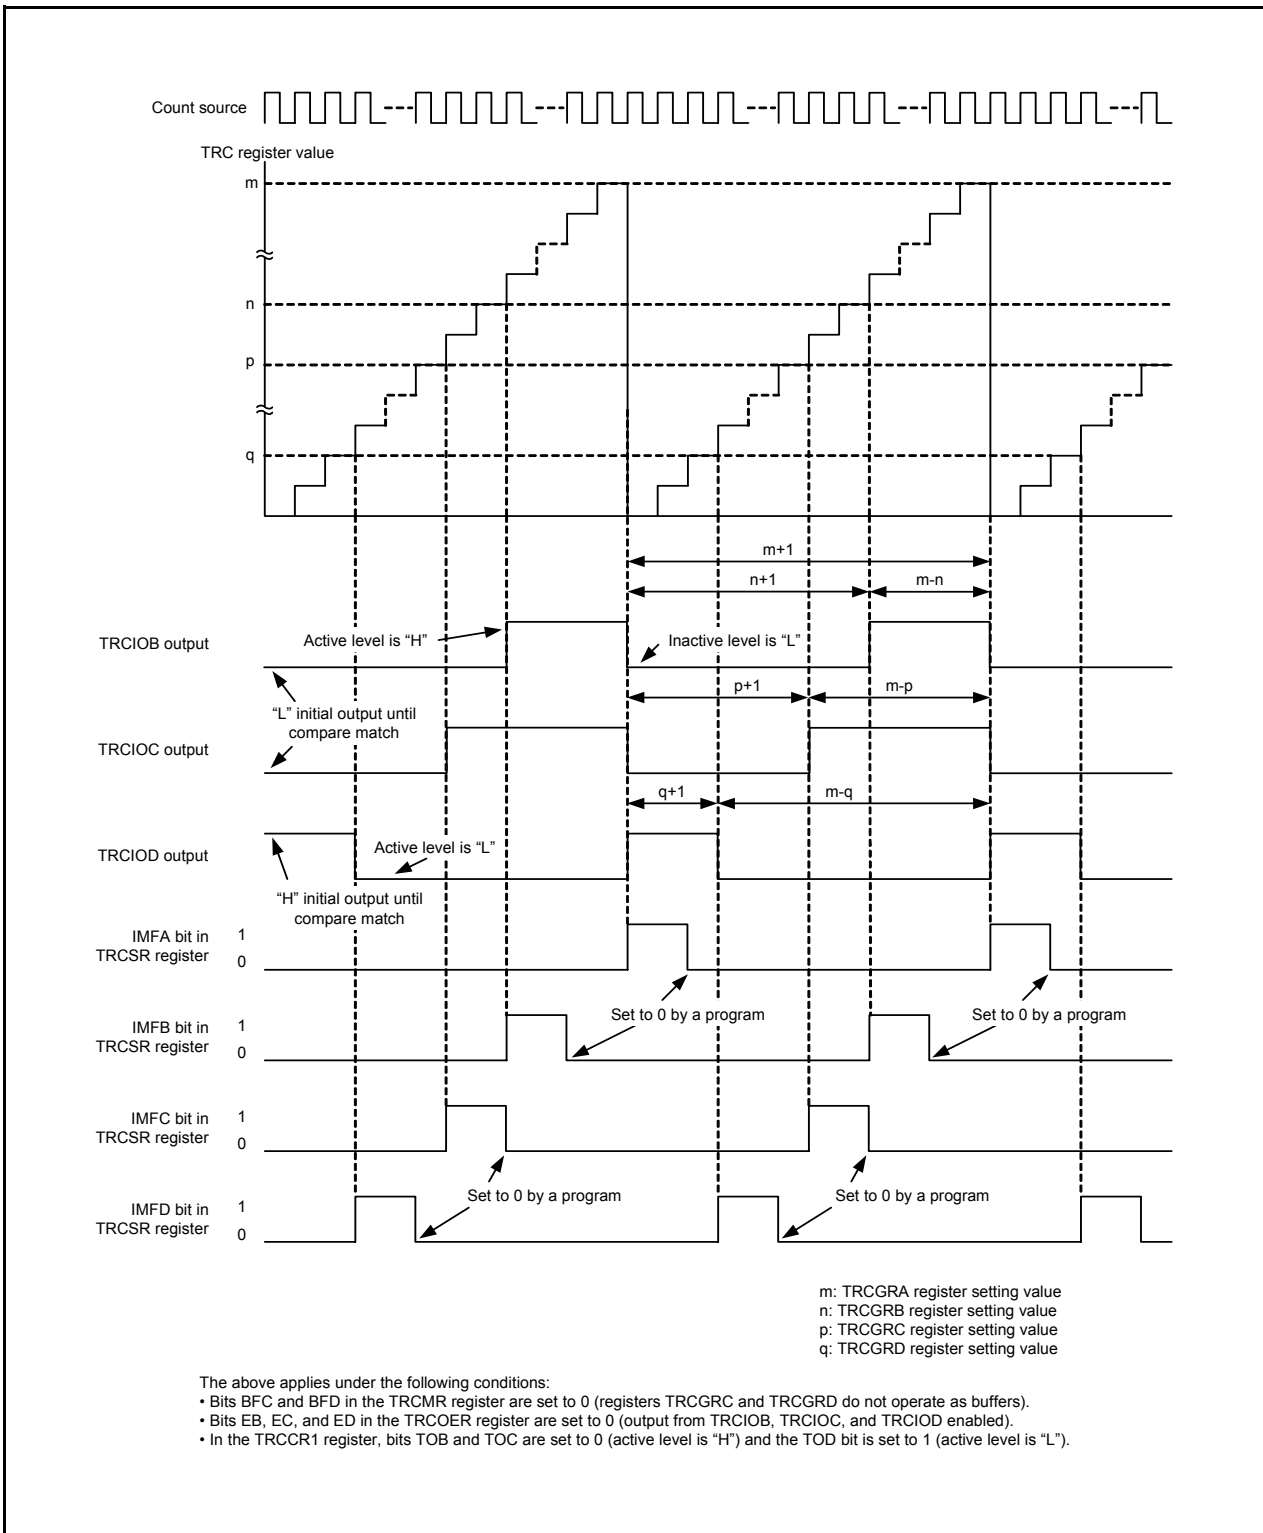 Count source
TRC register value
m
n
p
q
m+1
n+1
m-n
TRCIOB output
Active level is “H”
Inactive level is “L”
p+1
m-p
“L” initial output until
compare match
TRCIOC output
q+1
m-q
TRCIOD output
Active level is “L”
“H” initial output until
compare match
IMFA bit in
TRCSR register
1
0
Set to 0 by a program
Set to 0 by a program
IMFB bit in
TRCSR register
1
0
IMFC bit in
TRCSR register
1
0
Set to 0 by a program
Set to 0 by a program
IMFD bit in
TRCSR register
1
0
m: TRCGRA register setting value
n: TRCGRB register setting value
p: TRCGRC register setting value
q: TRCGRD register setting value
The above applies under the following conditions:
• Bits BFC and BFD in the TRCMR register are set to 0 (registers TRCGRC and TRCGRD do not operate as buffers).
• Bits EB, EC, and ED in the TRCOER register are set to 0 (output from TRCIOB, TRCIOC, and TRCIOD enabled).
• In the TRCCR1 register, bits TOB and TOC are set to 0 (active level is “H”) and the TOD bit is set to 1 (active level is “L”).